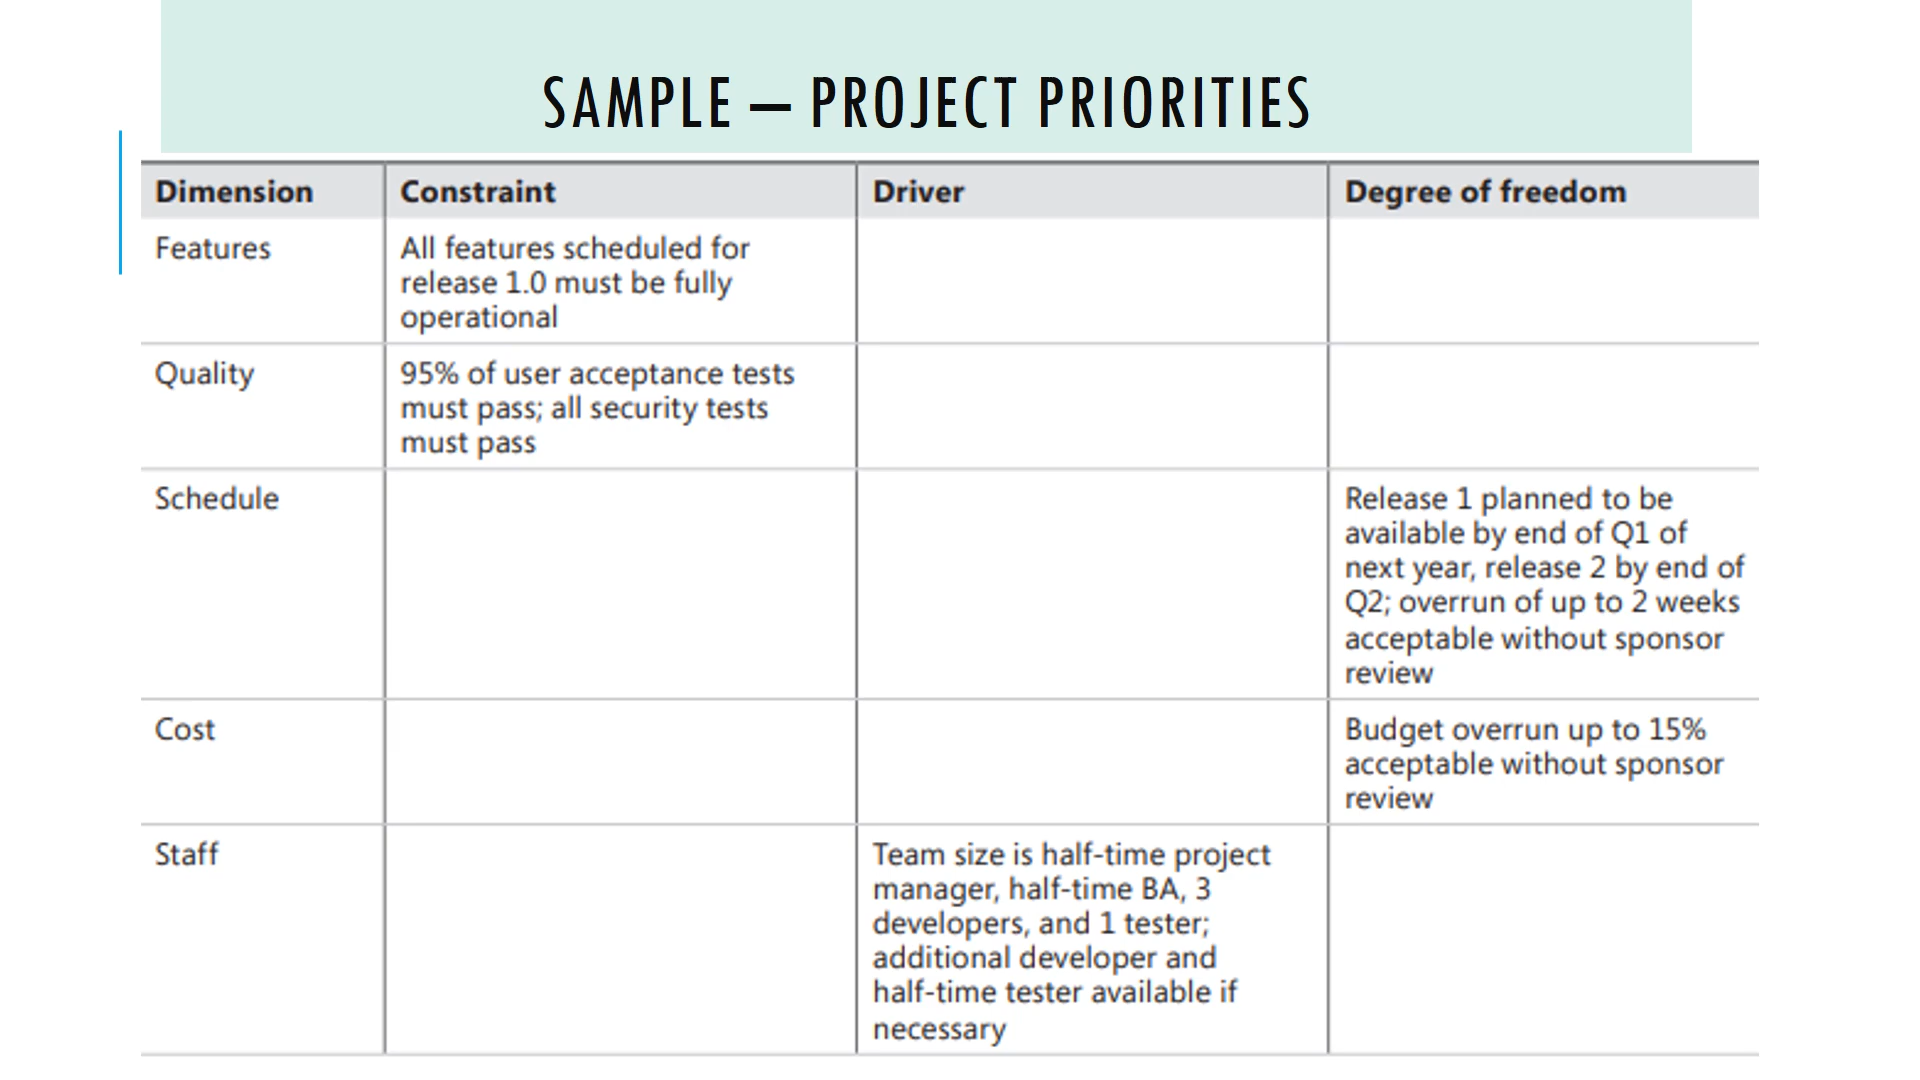 SAMPLE – PROJECT PRIORITIES
Dimension
Constraint
Driver
Degree of freedom
Features
All features scheduled for
release 1.0 must be fully
operational
Quality
95% of user acceptance tests
must pass; all security tests
must pass
Schedule
Release 1 planned to be
available by end of Q1 of
next year, release 2 by end of
Q2; overrun of up to 2 weeks
acceptable without sponsor
review
Cost
Budget overrun up to 15%
acceptable without sponsor
review
Staff
Team size is half-time project
manager, half-time BA, 3
developers, and 1 tester;
additional developer and
half-time tester available if
necessary